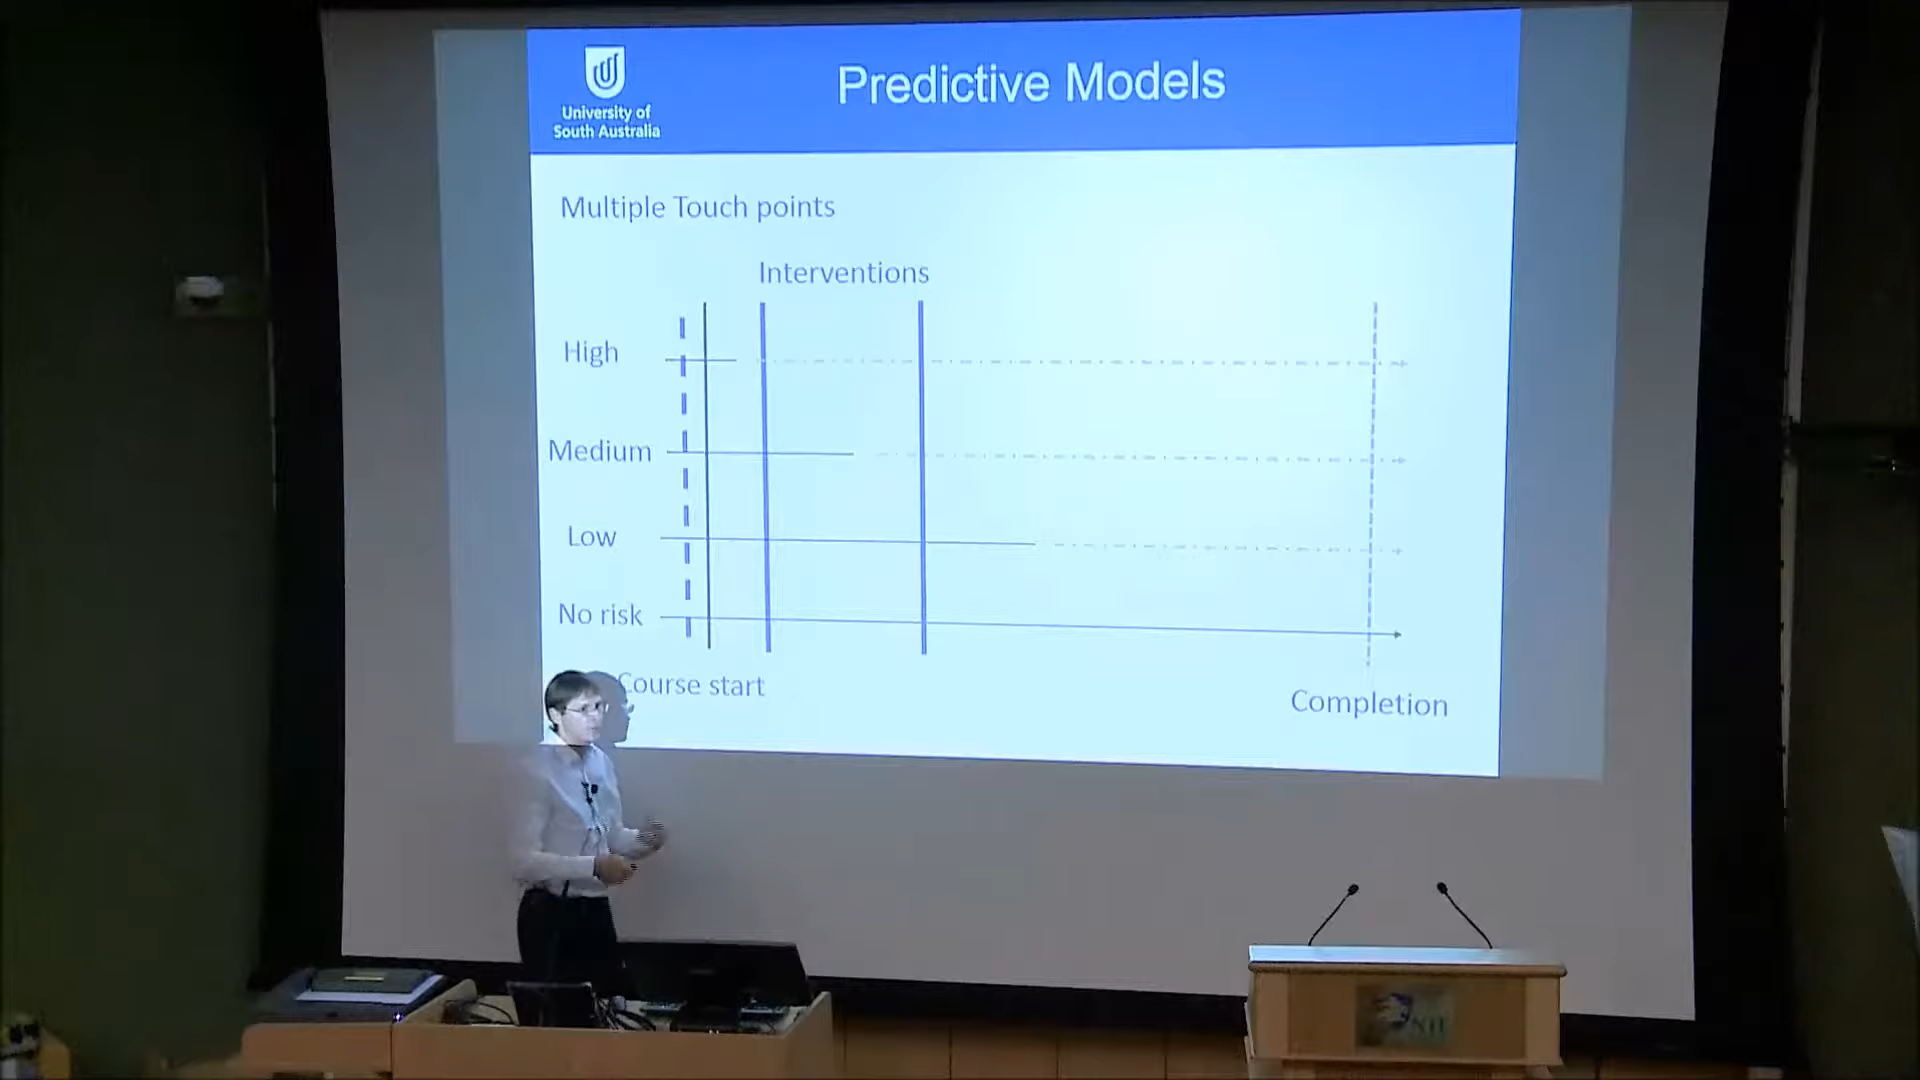 University of
South Australia
Predictive Models
Multiple Touch points
Interventions
High
Medium
Low
No risk
Course start
Completion